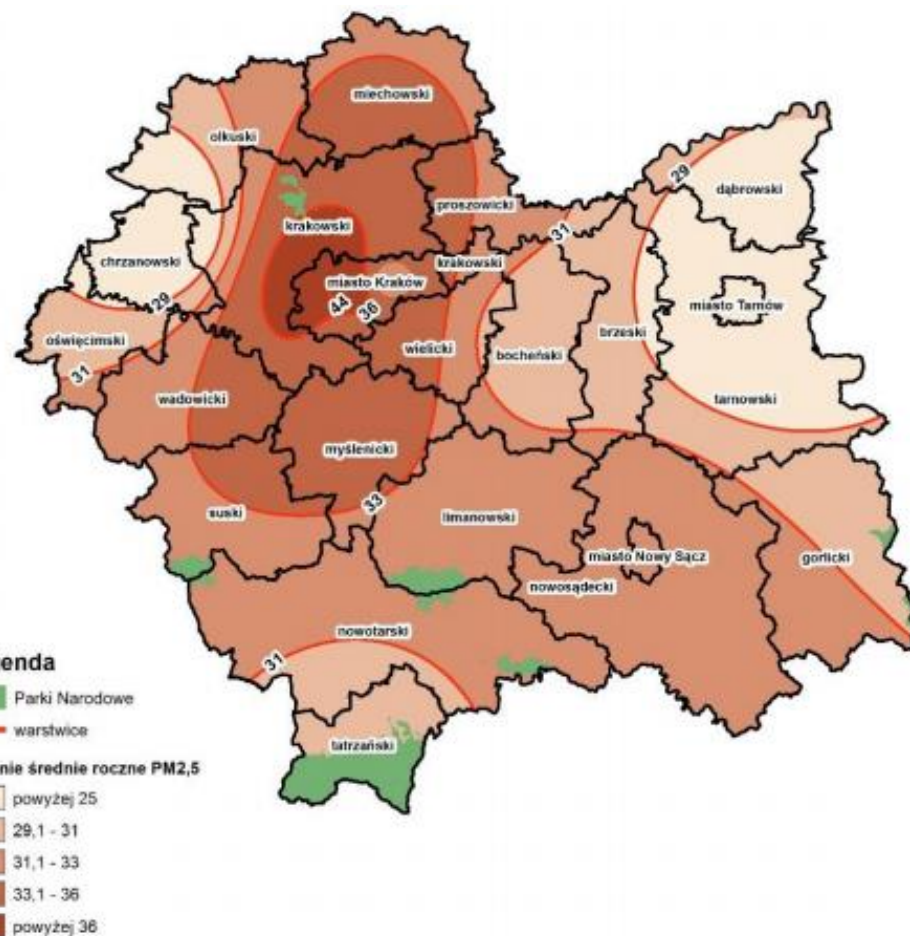 miechowski
olkuski
29
dąbrowski
proszowicki
krakowski
31
chrzanowski
krakowski
miasto Kraków
44
36
29
miasto Tarnów
oświęcimski
brzeski
wielicki
bocheński
31
wadowicki
tarnowski
myślenicki
33
suski
limanowski
miasto Nowy Sącz
gorlicki
nowosądecki
nowotarski
31
enda
Parki Narodowe
warstwice
tatrzański
nie średnie roczne PM2,5
powyżej 25
29,1 - 31
31,1 - 33
33,1 - 36
powyżej 36